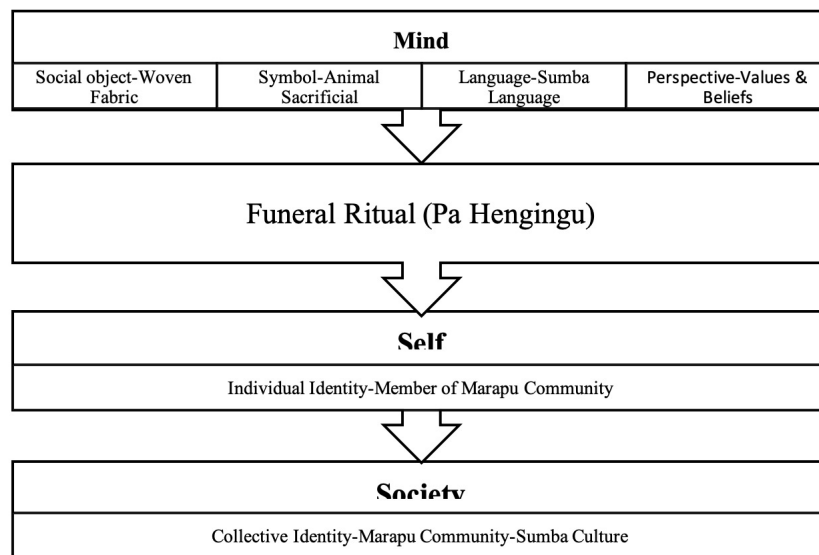 Mind
Social object-Woven
Fabric
Symbol-Animal
Sacrificial
Language-Sumba
Language
Perspective-Values &
Beliefs
Funeral Ritual (Pa Hengingu)
Self
Individual Identity-Member of Marapu Community
Society
Collective Identity-Marapu Community-Sumba Culture